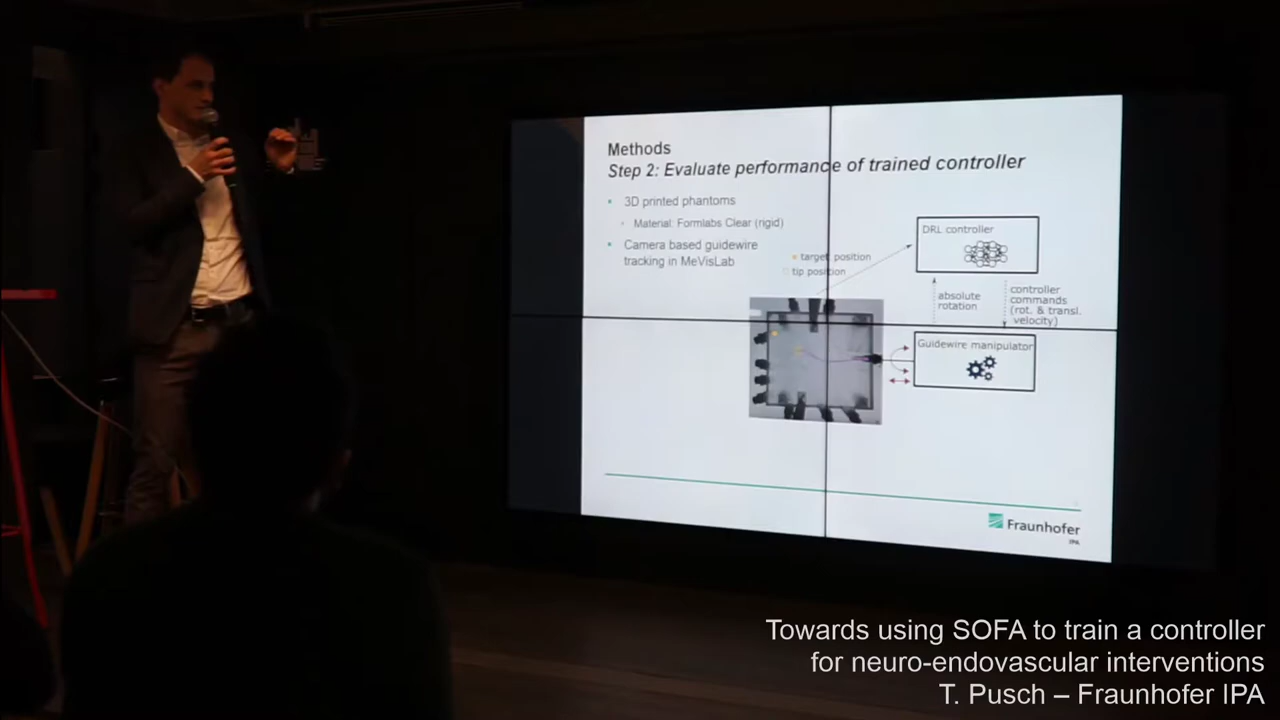 Methods
Step 2: Evaluate performance of trained controller
• 3D printed phantoms
• Material: Formlabs Clear (rigid)
• Camera based guidewire
tracking in MeVisLab
target position
tip position
DRL controller
absolute
rotation
controller
commands
(rot. & transl.
velocity)
Guidewire manipulator
Fraunhofer
IPA
Towards using SOFA to train a controller
for neuro-endovascular interventions
T. Pusch – Fraunhofer IPA